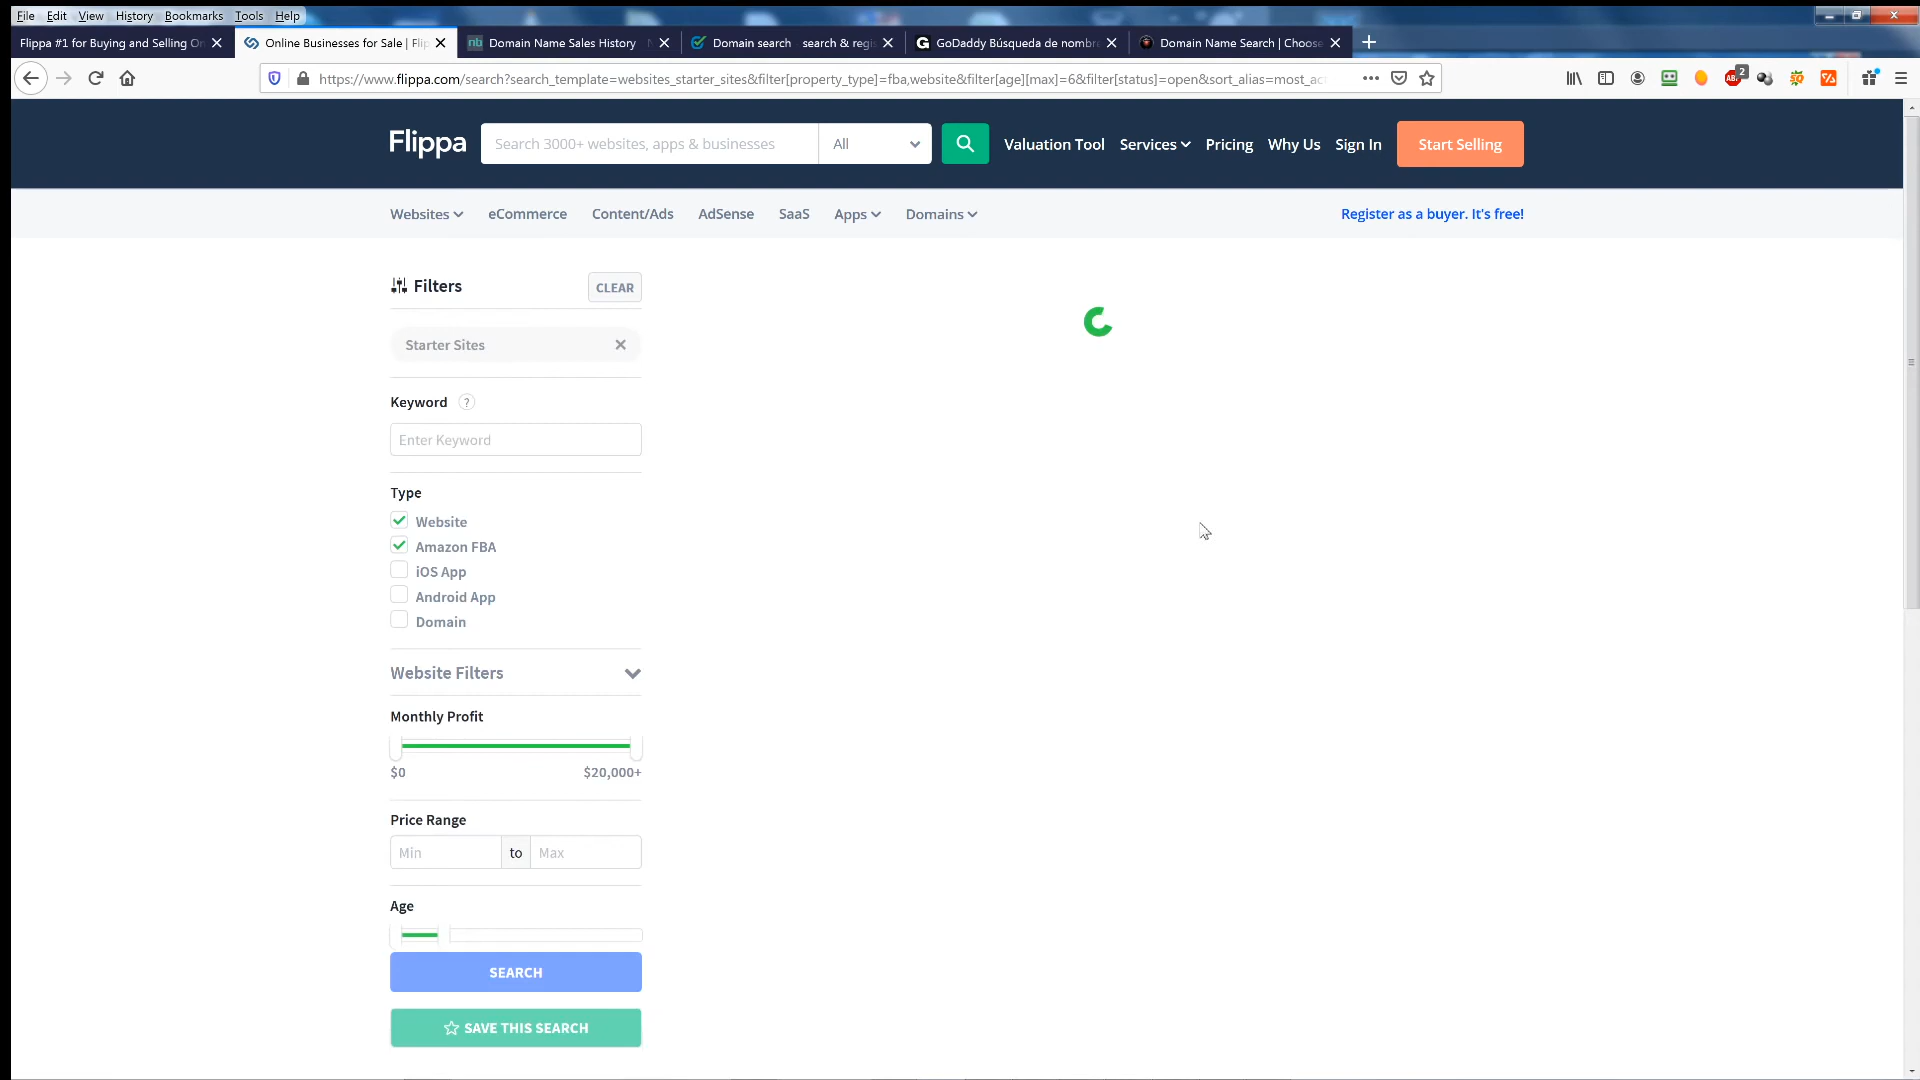 File Edit View History Bookmarks Tools Help
Flippa #1 for Buying and Selling On
Online Businesses for Sale | Flip
nb Domain Name Sales History
Domain search search & regi
G GoDaddy Búsqueda de nombre
Domain Name Search | Choose
https://www.flippa.com/search?search_template=websites_starter_sites&filter[property_type]=fba,website&filter[age][max]=6&filter[status]=open&sort_alias=most_ac
ABP 2
Flippa
Search 3000+ websites, apps & businesses
All
Valuation Tool Services Pricing Why Us Sign In Start Selling
Websites eCommerce Content/Ads AdSense SaaS Apps Domains Register as a buyer. It's free!
Filters CLEAR
Starter Sites
Keyword ?
Enter Keyword
Type
Website
Amazon FBA
iOS App
Android App
Domain
Website Filters
Monthly Profit
$0 $20,000+
Price Range
Min to Max
Age
SEARCH
SAVE THIS SEARCH